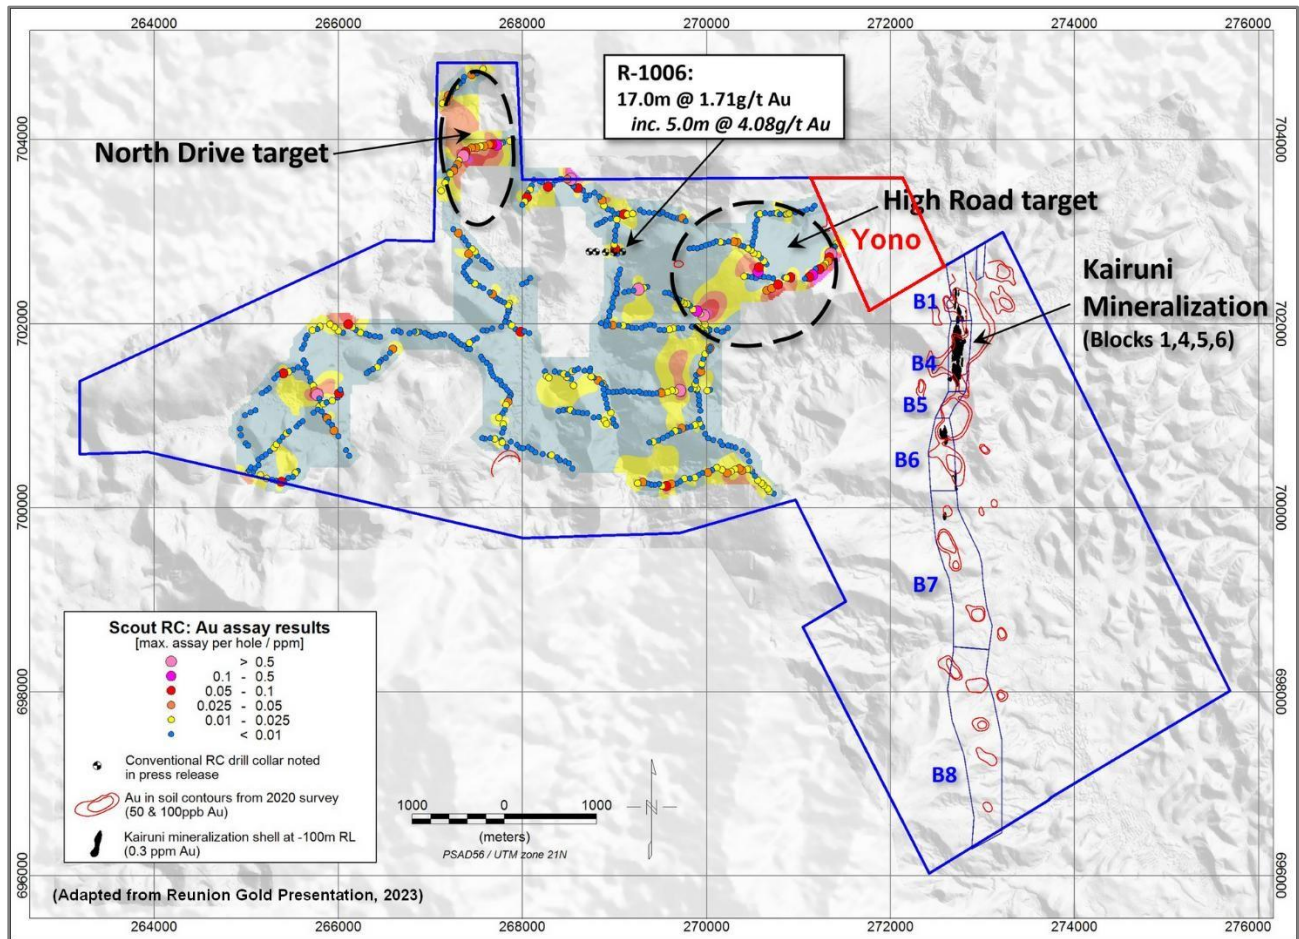 264000
266000
268000
270000
272000
274000
276000
R-1006:
17.0m @ 1.71g/t Au
inc. 5.0m @ 4.08g/t Au
704000
704000
North Drive target
High Road target
Yono
Kairuni
Mineralization
(Blocks 1,4,5,6)
B1
702000
702000
B4
B5
B6
700000
700000
B7
Scout RC: Au assay results
[max. assay per hole / ppm]
> 0.5
0.1 - 0.5
0.05 - 0.1
0.025 - 0.05
0.01 - 0.025
< 0.01
Conventional RC drill collar noted
in press release
Au in soil contours from 2020 survey
(50 & 100ppb Au)
Kairuni mineralization shell at -100m RL
(0.3 ppm Au)
698000
698000
B8
1000 0 1000
(meters)
PSAD56 / UTM zone 21N
N
696000
696000
(Adapted from Reunion Gold Presentation, 2023)
264000
266000
268000
270000
272000
274000
276000